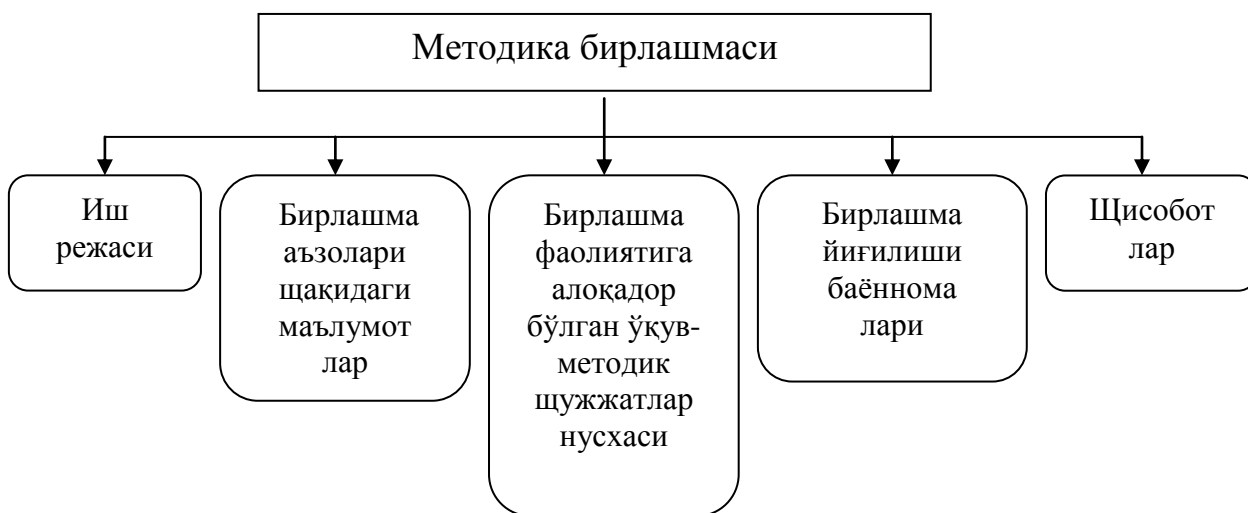 Методика бирлашмаси
Иш
режаси
Бирлашма
аъзолари
щақидаги
маълумот
лар
Бирлашма
фаолиятига
алоқадор
бўлган ўқув-
методик
щужжатлар
нусхаси
Бирлашма
йиғилиши
баённома
лари
Щисобот
лар